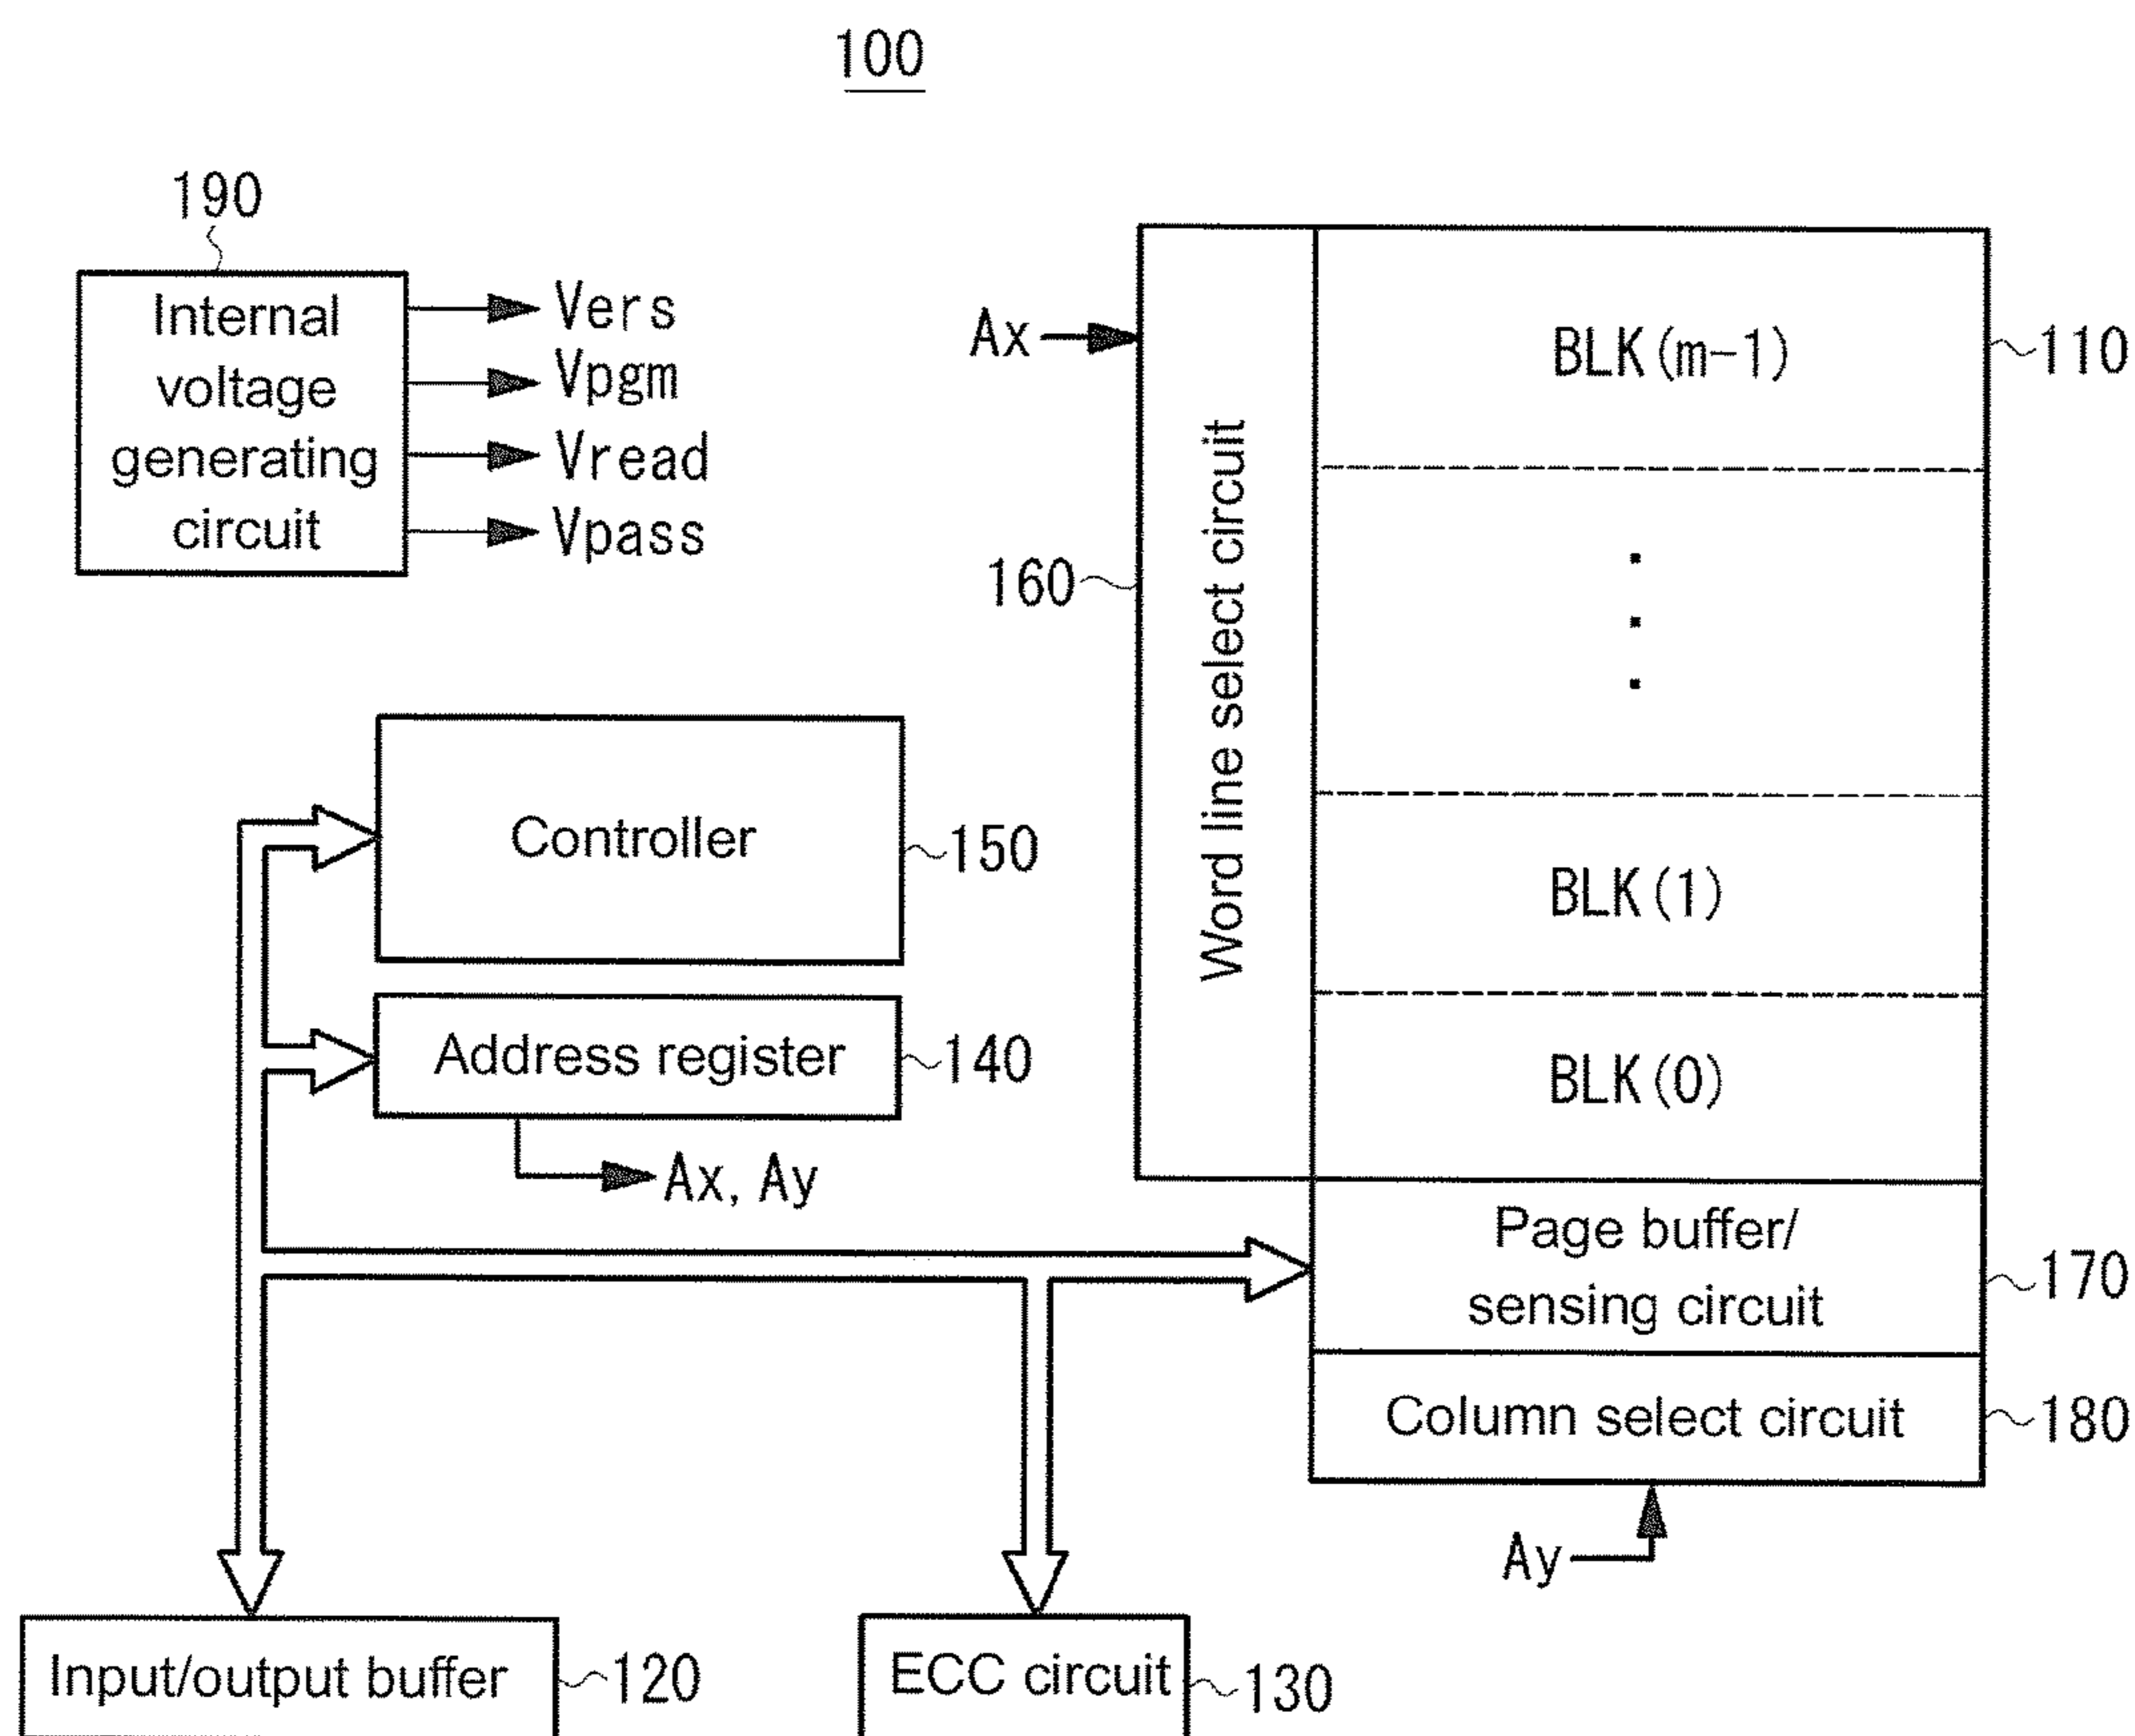 100
190
Internal
voltage
generating
circuit
Vers
Vpgm
Vread
Vpass
Ax
160
Word line select circuit
BLK(m-1)
110
.
.
.
BLK(1)
BLK(0)
Controller
150
Address register
140
Ax, Ay
Page buffer/
sensing circuit
170
Column select circuit
180
Ay
Input/output buffer
120
ECC circuit
130